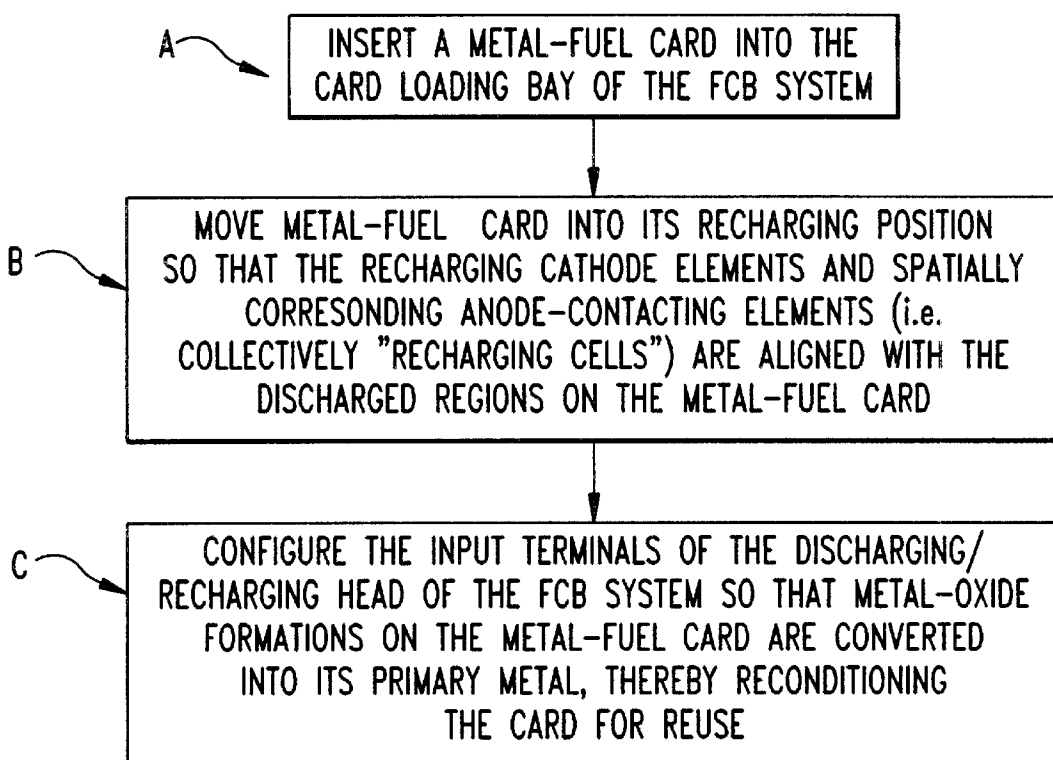 A
INSERT A METAL-FUEL CARD INTO THE
CARD LOADING BAY OF THE FCB SYSTEM
B
MOVE METAL-FUEL CARD INTO ITS RECHARGING POSITION
SO THAT THE RECHARGING CATHODE ELEMENTS AND SPATIALLY
CORRESONDING ANODE-CONTACTING ELEMENTS (i.e.
COLLECTIVELY "RECHARGING CELLS") ARE ALIGNED WITH THE
DISCHARGED REGIONS ON THE METAL-FUEL CARD
C
CONFIGURE THE INPUT TERMINALS OF THE DISCHARGING/
RECHARGING HEAD OF THE FCB SYSTEM SO THAT METAL-OXIDE
FORMATIONS ON THE METAL-FUEL CARD ARE CONVERTED
INTO ITS PRIMARY METAL, THEREBY RECONDITIONING
THE CARD FOR REUSE